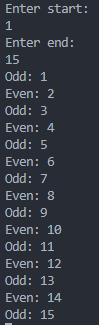 Enter start:
1
Enter end:
15
Odd: 1
Even: 2
Odd: 3
Even: 4
Odd: 5
Even: 6
Odd: 7
Even: 8
Odd: 9
Even: 10
Odd: 11
Even: 12
Odd: 13
Even: 14
Odd: 15